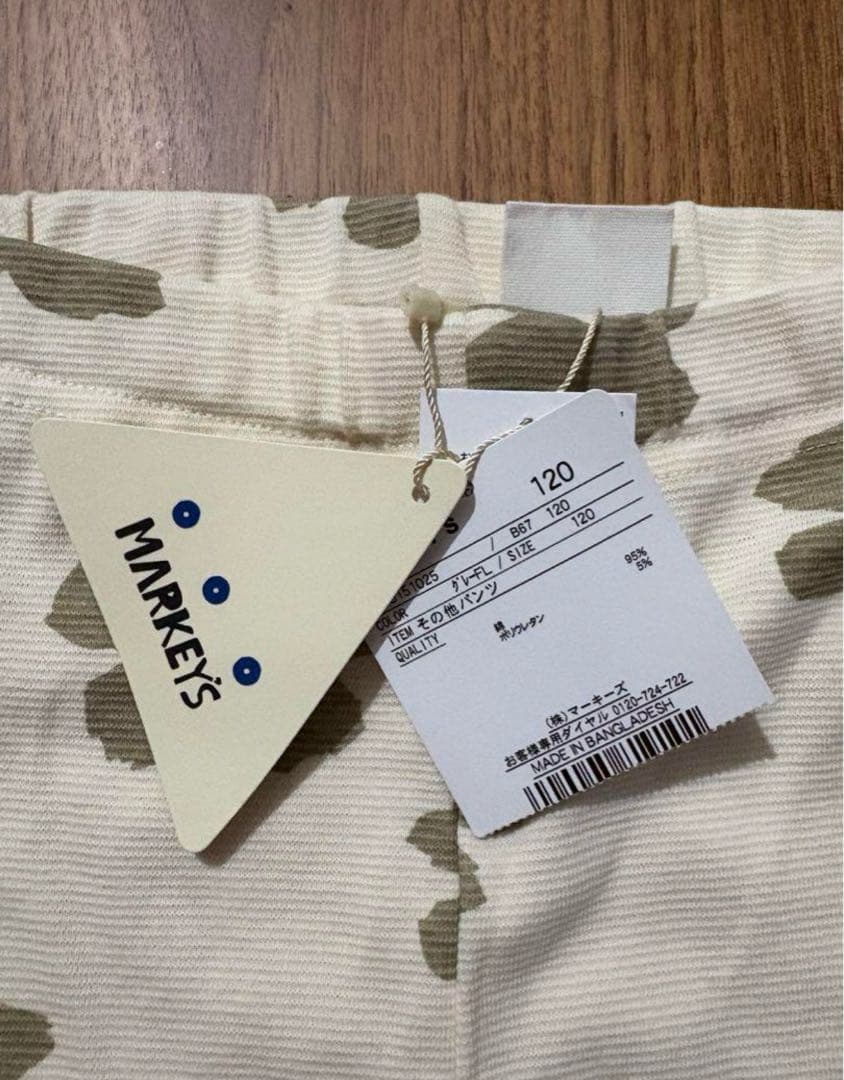 MARKEY'S
120
B67 120
151025 / SIZE 120
COLOR グレーFL
ITEM その他パンツ
QUALITY
綿 95%
ポリウレタン 5%
(株)マーキーズ
お客様専用ダイヤル 0120-724-722
MADE IN BANGLADESH